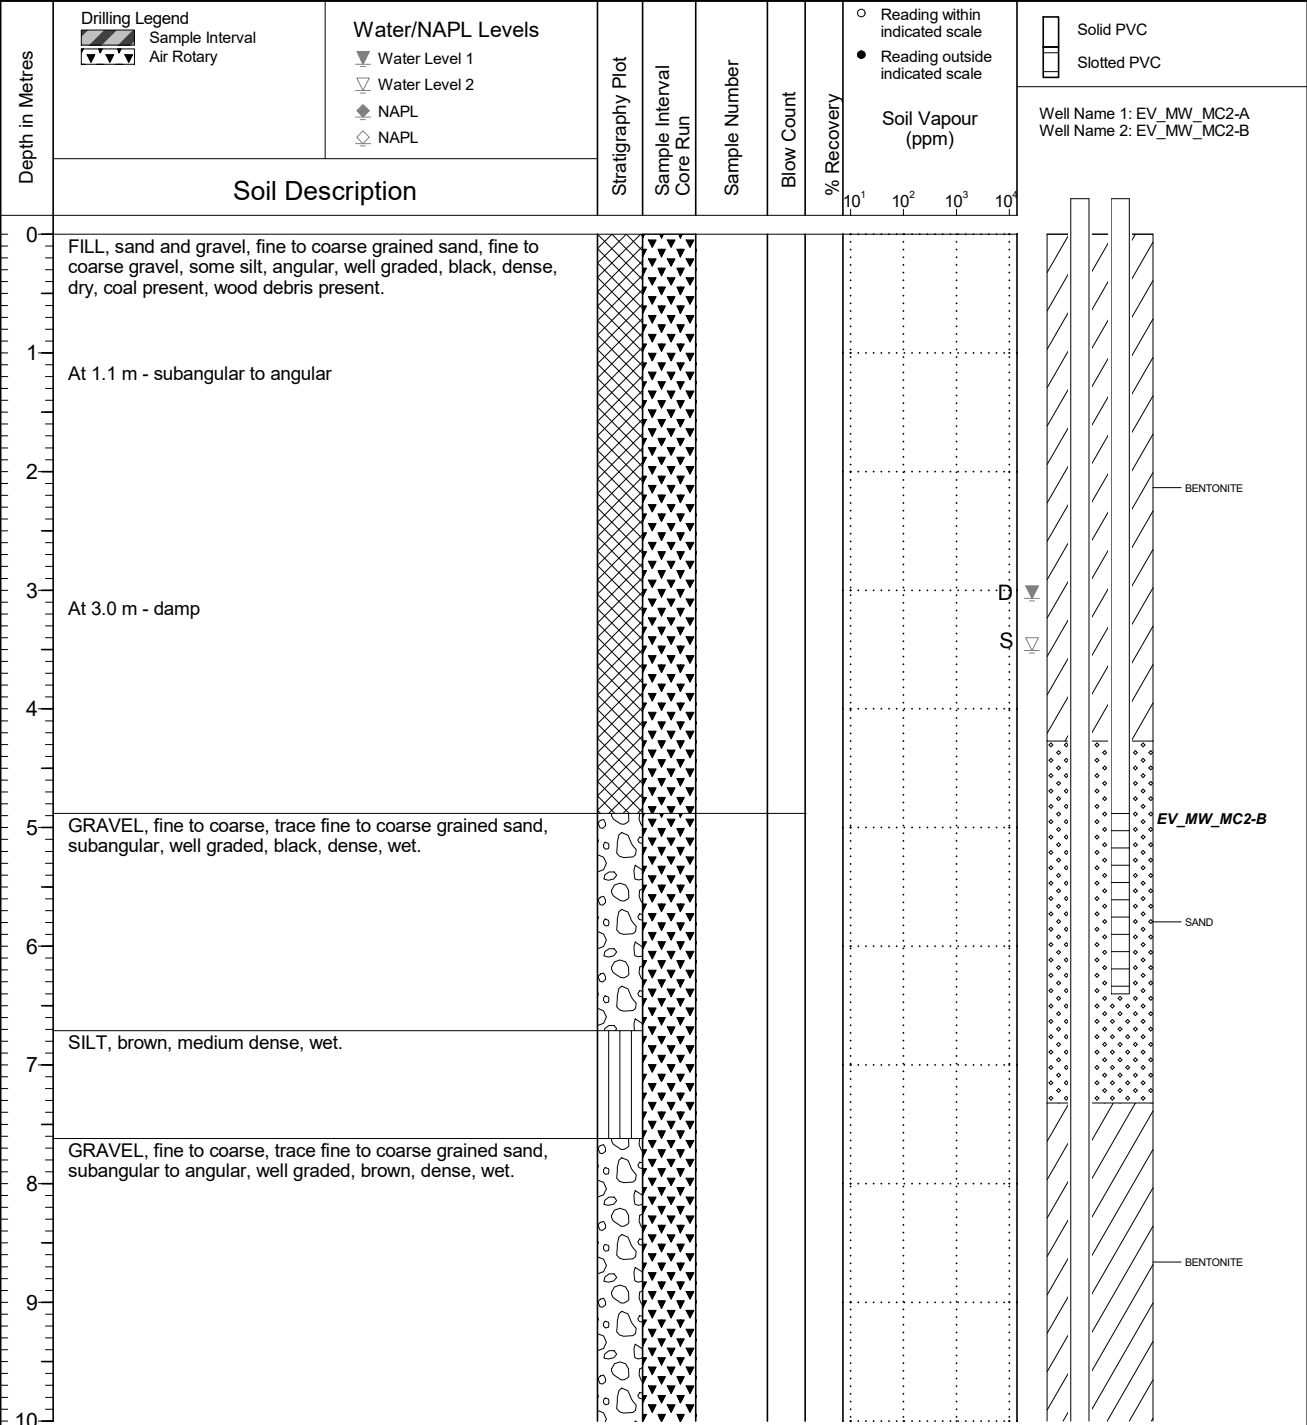 Depth in Metres
Drilling Legend
Sample Interval
Air Rotary
Water/NAPL Levels
Water Level 1
Water Level 2
NAPL
NAPL
Soil Description
Stratigraphy Plot
Sample Interval
Core Run
Sample Number
Blow Count
% Recovery
Reading within
indicated scale
Reading outside
indicated scale
Soil Vapour
(ppm)
10¹ 10² 10³ 10⁴
Solid PVC
Slotted PVC
Well Name 1: EV_MW_MC2-A
Well Name 2: EV_MW_MC2-B
0
FILL, sand and gravel, fine to coarse grained sand, fine to
coarse gravel, some silt, angular, well graded, black, dense,
dry, coal present, wood debris present.
1
At 1.1 m - subangular to angular
2
BENTONITE
3
D
At 3.0 m - damp
S
4
5
GRAVEL, fine to coarse, trace fine to coarse grained sand,
subangular, well graded, black, dense, wet.
EV_MW_MC2-B
SAND
6
SILT, brown, medium dense, wet.
7
GRAVEL, fine to coarse, trace fine to coarse grained sand,
subangular to angular, well graded, brown, dense, wet.
8
BENTONITE
9
10